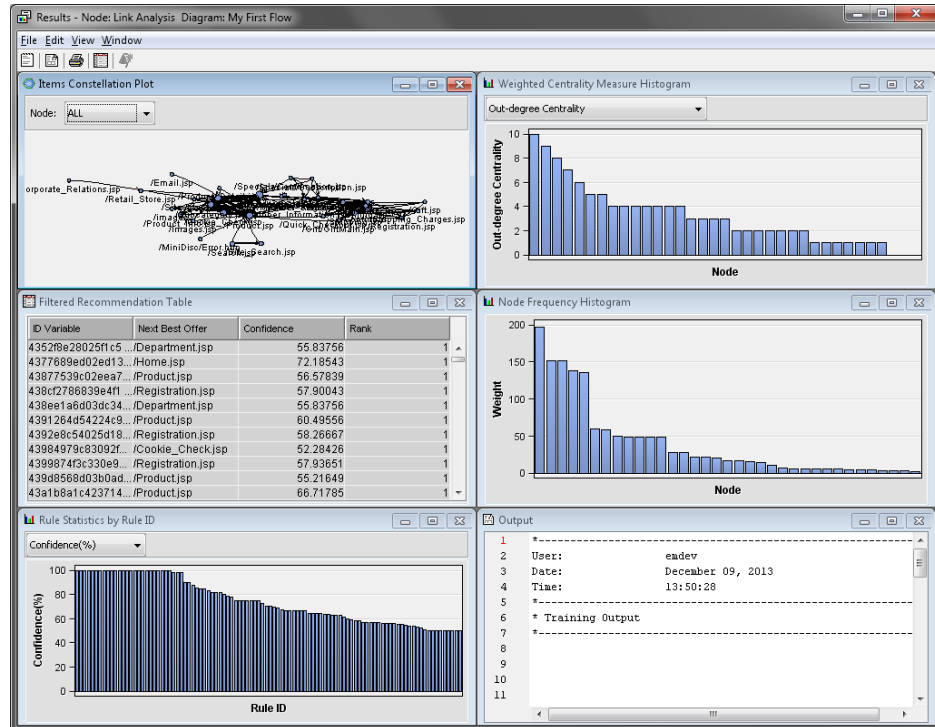 Results - Node: Link Analysis Diagram: My First Flow
File Edit View Window
Items Constellation Plot
Node: ALL
/Email.jsp
orporate_Relations.jsp
/Retail_Store.jsp
/Product_
/Product.jsp
/Images.jsp
/Quick_
/Registration.jsp
/MiniDisc/Error.htm
Weighted Centrality Measure Histogram
Out-degree Centrality
Out-degree Centrality
10
8
6
4
2
0
Node
Filtered Recommendation Table
ID Variable Next Best Offer Confidence Rank
4352f8e28025f1c5 ... /Department.jsp 55.83756 1
4377689ed02ed13... /Home.jsp 72.18543 1
43877539c02eea7... /Product.jsp 56.57839 1
438cf2786839e4f1 ... /Registration.jsp 57.90043 1
438ee1a6d03dc34... /Department.jsp 55.83756 1
4391264d54224c9... /Product.jsp 60.49556 1
4392e8c54025d18... /Registration.jsp 58.26667 1
43984979c83092f... /Cookie_Check.jsp 52.28426 1
4399874f3c330e9... /Registration.jsp 57.93651 1
439d8568d03b0ad... /Product.jsp 55.21649 1
43a1b8a1c423714... /Product.jsp 66.71785 1
Node Frequency Histogram
Weight
200
150
100
50
0
Node
Rule Statistics by Rule ID
Confidence(%)
Confidence(%)
100
80
60
40
20
0
Rule ID
Output
1 *----------------------------------------
2 User: emdev
3 Date: December 09, 2013
4 Time: 13:50:28
5 *----------------------------------------
6 * Training Output
7 *----------------------------------------
8
9
10
11